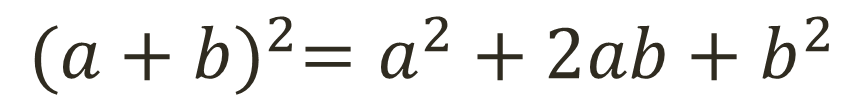 (a + b)² = a² + 2ab + b²